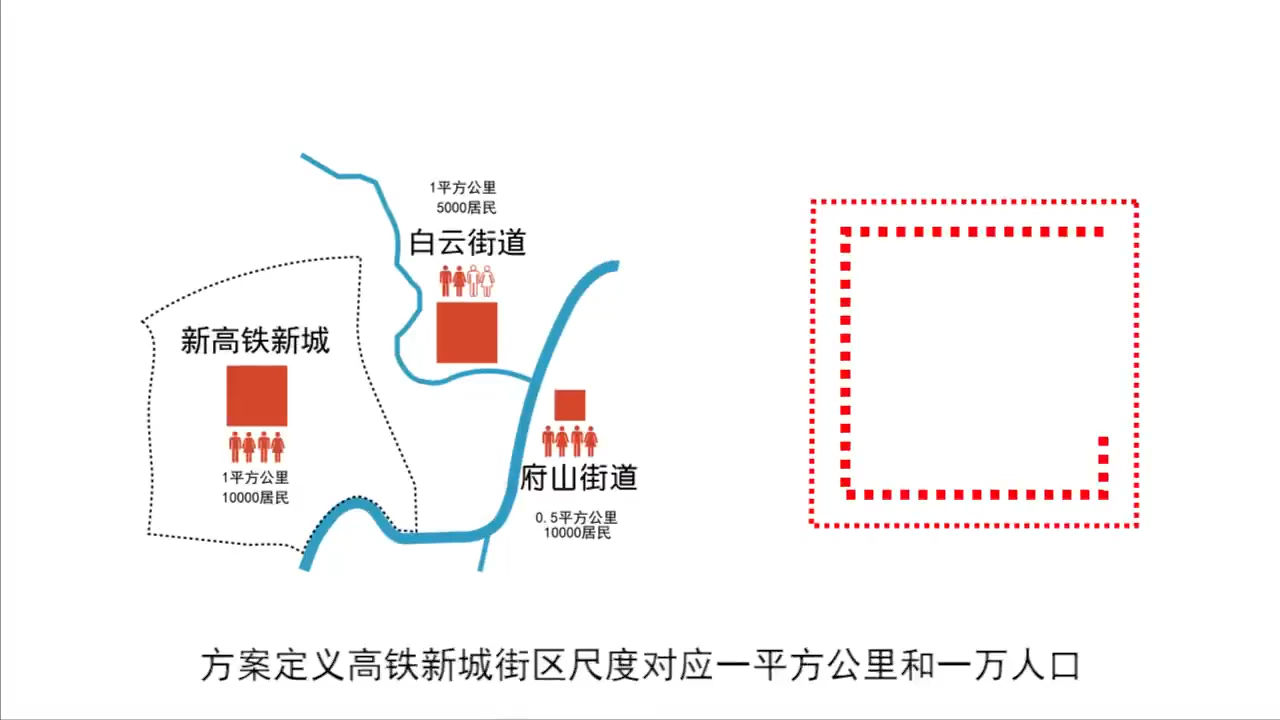 1平方公里
5000居民
白云街道
新高铁新城
1平方公里
10000居民
府山街道
0.5平方公里
10000居民
方案定义高铁新城街区尺度对应一平方公里和一万人口